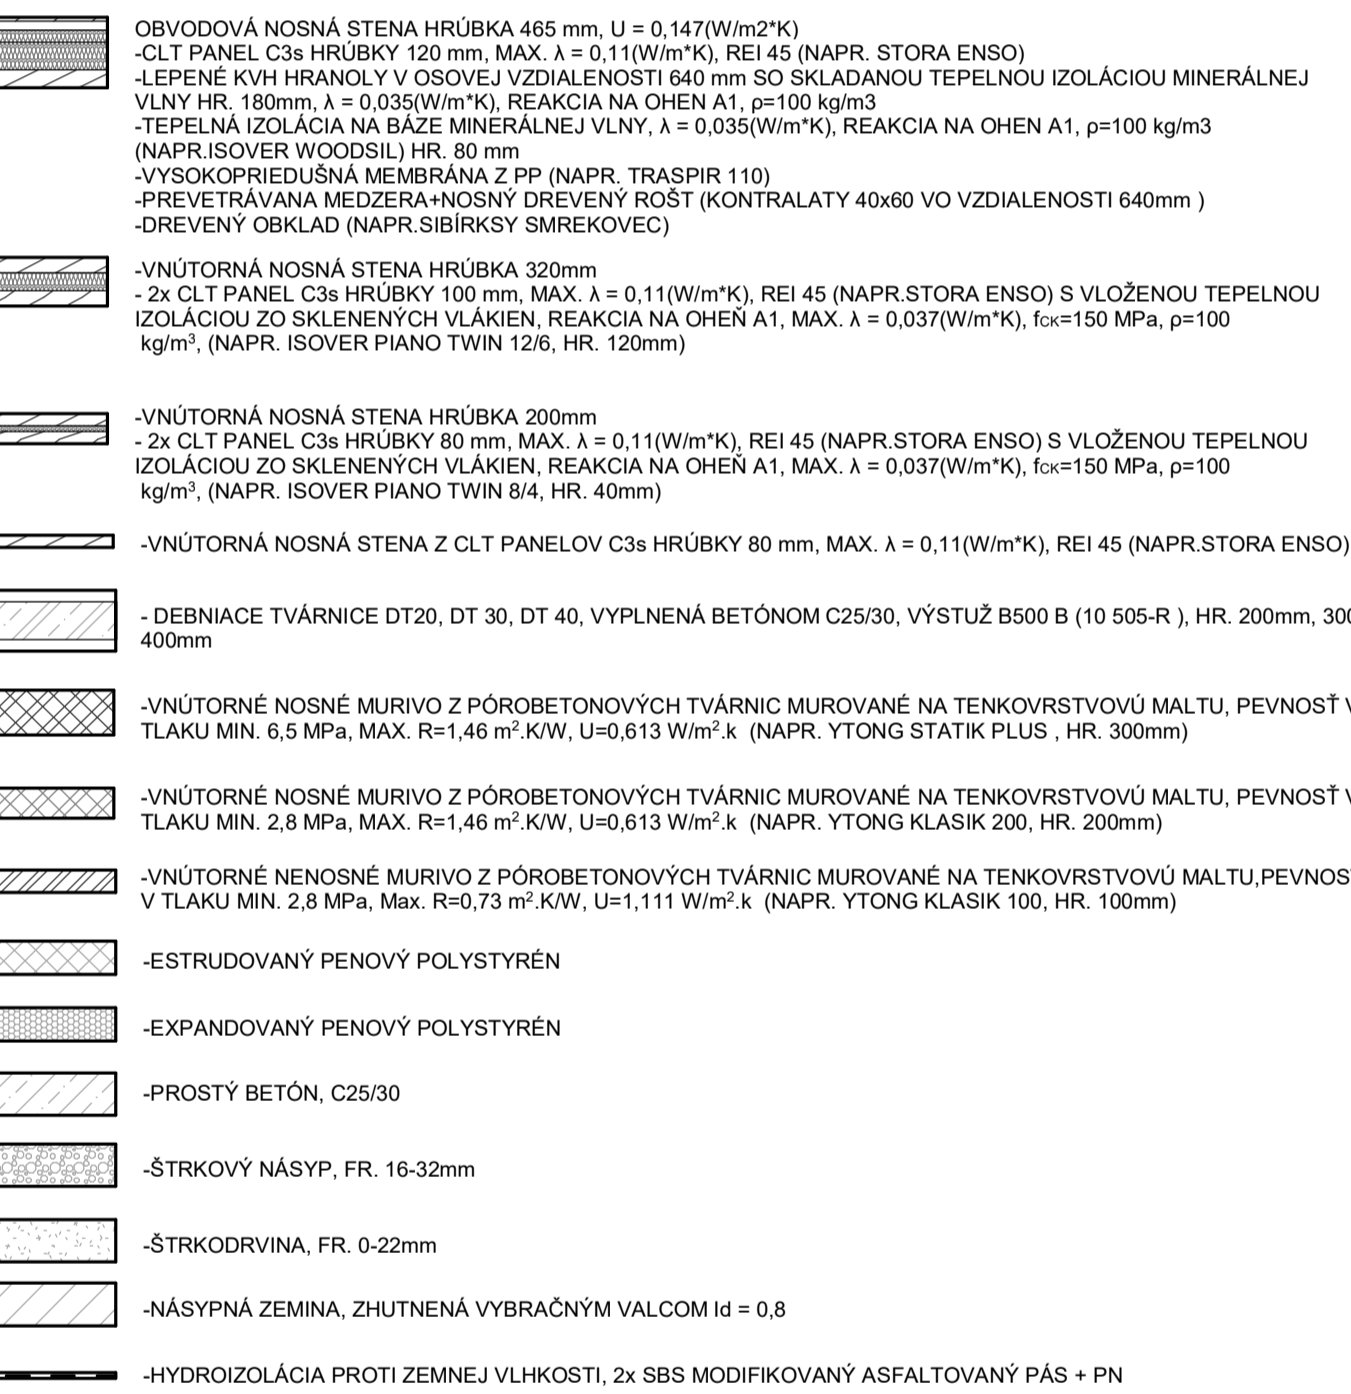 OBVODOVÁ NOSNÁ STENA HRÚBKA 465 mm, U = 0,147(W/m2*K)
-CLT PANEL C3s HRÚBKY 120 mm, MAX. λ = 0,11(W/m*K), REI 45 (NAPR. STORA ENSO)
-LEPENÉ KVH HRANOLY V OSOVEJ VZDIALENOSTI 640 mm SO SKLADANOU TEPELNOU IZOLÁCIOU MINERÁLNEJ
VLNY HR. 180mm, λ = 0,035(W/m*K), REAKCIA NA OHEN A1, ρ=100 kg/m3
-TEPELNÁ IZOLÁCIA NA BÁZE MINERÁLNEJ VLNY, λ = 0,035(W/m*K), REAKCIA NA OHEN A1, ρ=100 kg/m3
(NAPR.ISOVER WOODSIL) HR. 80 mm
-VYSOKOPRIEDUŠNÁ MEMBRÁNA Z PP (NAPR. TRASPIR 110)
-PREVETRÁVANA MEDZERA+NOSNÝ DREVENÝ ROŠT (KONTRALATY 40x60 VO VZDIALENOSTI 640mm )
-DREVENÝ OBKLAD (NAPR.SIBÍRKSY SMREKOVEC)
-VNÚTORNÁ NOSNÁ STENA HRÚBKA 320mm
- 2x CLT PANEL C3s HRÚBKY 100 mm, MAX. λ = 0,11(W/m*K), REI 45 (NAPR.STORA ENSO) S VLOŽENOU TEPELNOU
IZOLÁCIOU ZO SKLENENÝCH VLÁKIEN, REAKCIA NA OHEŇ A1, MAX. λ = 0,037(W/m*K), fCK=150 MPa, ρ=100
kg/m³, (NAPR. ISOVER PIANO TWIN 12/6, HR. 120mm)
-VNÚTORNÁ NOSNÁ STENA HRÚBKA 200mm
- 2x CLT PANEL C3s HRÚBKY 80 mm, MAX. λ = 0,11(W/m*K), REI 45 (NAPR.STORA ENSO) S VLOŽENOU TEPELNOU
IZOLÁCIOU ZO SKLENENÝCH VLÁKIEN, REAKCIA NA OHEŇ A1, MAX. λ = 0,037(W/m*K), fCK=150 MPa, ρ=100
kg/m³, (NAPR. ISOVER PIANO TWIN 8/4, HR. 40mm)
-VNÚTORNÁ NOSNÁ STENA Z CLT PANELOV C3s HRÚBKY 80 mm, MAX. λ = 0,11(W/m*K), REI 45 (NAPR.STORA ENSO)
- DEBNIACE TVÁRNICE DT20, DT 30, DT 40, VYPLNENÁ BETÓNOM C25/30, VÝSTUŽ B500 B (10 505-R ), HR. 200mm, 300
400mm
-VNÚTORNÉ NOSNÉ MURIVO Z PÓROBETONOVÝCH TVÁRNIC MUROVANÉ NA TENKOVRSTVOVÚ MALTU, PEVNOSŤ V
TLAKU MIN. 6,5 MPa, MAX. R=1,46 m².K/W, U=0,613 W/m².k (NAPR. YTONG STATIK PLUS , HR. 300mm)
-VNÚTORNÉ NOSNÉ MURIVO Z PÓROBETONOVÝCH TVÁRNIC MUROVANÉ NA TENKOVRSTVOVÚ MALTU, PEVNOSŤ V
TLAKU MIN. 2,8 MPa, MAX. R=1,46 m².K/W, U=0,613 W/m².k (NAPR. YTONG KLASIK 200, HR. 200mm)
-VNÚTORNÉ NENOSNÉ MURIVO Z PÓROBETONOVÝCH TVÁRNIC MUROVANÉ NA TENKOVRSTVOVÚ MALTU,PEVNOSŤ
V TLAKU MIN. 2,8 MPa, Max. R=0,73 m².K/W, U=1,111 W/m².k (NAPR. YTONG KLASIK 100, HR. 100mm)
-ESTRUDOVANÝ PENOVÝ POLYSTYRÉN
-EXPANDOVANÝ PENOVÝ POLYSTYRÉN
-PROSTÝ BETÓN, C25/30
-ŠTRKOVÝ NÁSYP, FR. 16-32mm
-ŠTRKODRVINA, FR. 0-22mm
-NÁSYPNÁ ZEMINA, ZHUTNENÁ VYBRAČNÝM VALCOM Id = 0,8
-HYDROIZOLÁCIA PROTI ZEMNEJ VLHKOSTI, 2x SBS MODIFIKOVANÝ ASFALTOVANÝ PÁS + PN